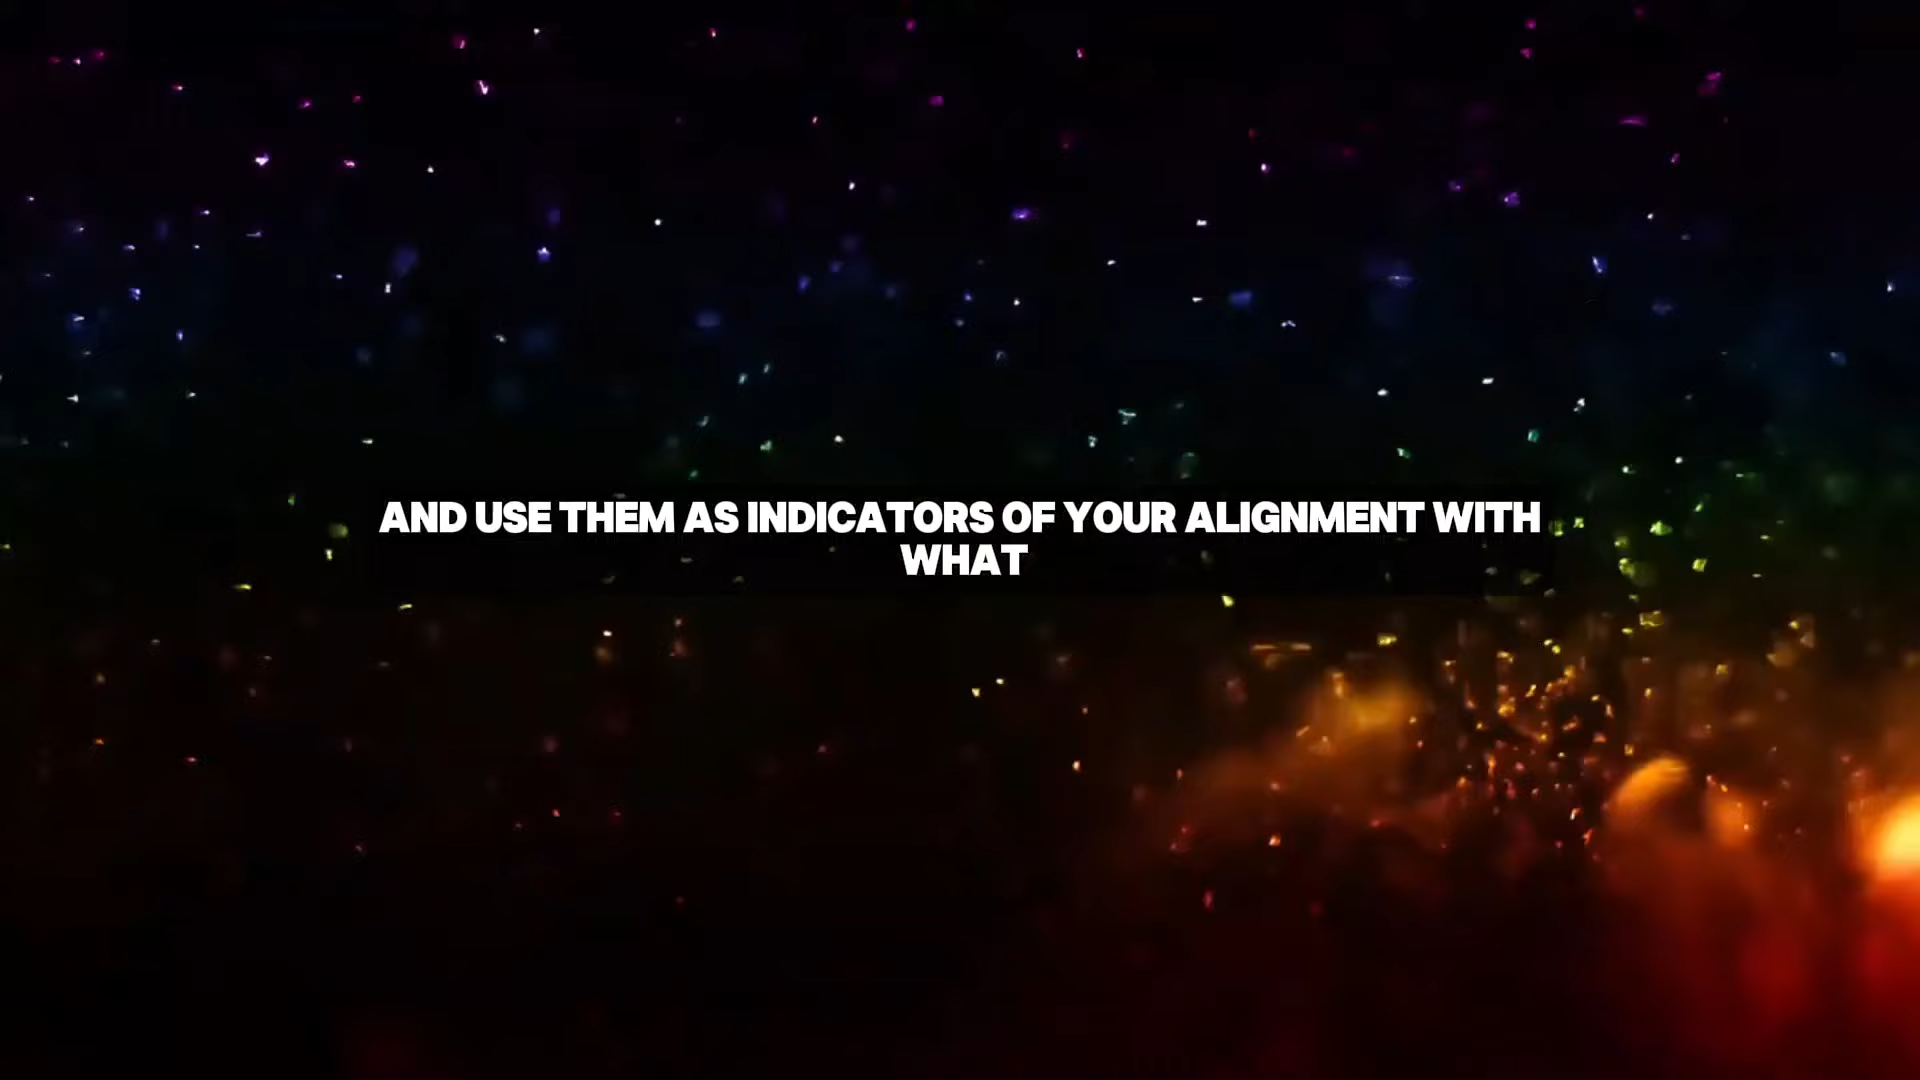 AND USE THEM AS INDICATORS OF YOUR ALIGNMENT WITH
WHAT